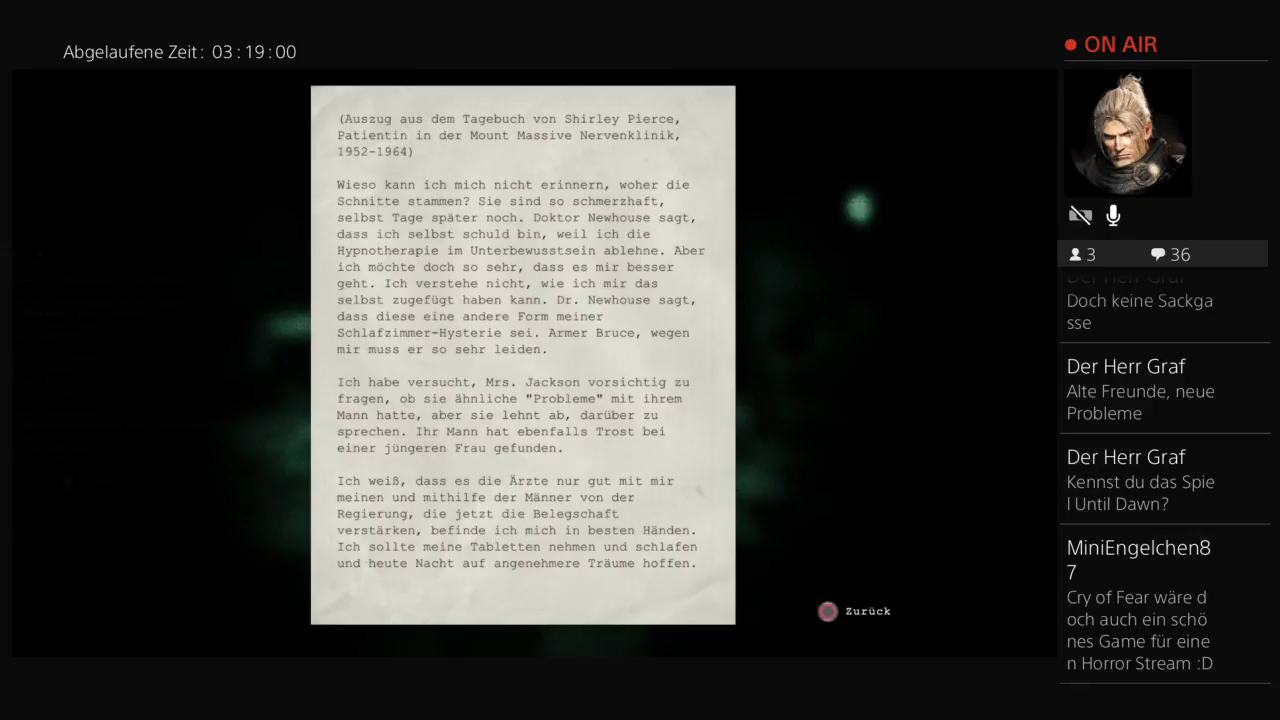 Abgelaufene Zeit: 03:19:00
(Auszug aus dem Tagebuch von Shirley Pierce,
Patientin in der Mount Massive Nervenklinik,
1952-1964)
Wieso kann ich mich nicht erinnern, woher die
Schnitte stammen? Sie sind so schmerzhaft,
selbst Tage später noch. Doktor Newhouse sagt,
dass ich selbst schuld bin, weil ich die
Hypnotherapie im Unterbewusstsein ablehne. Aber
ich möchte doch so sehr, dass es mir besser
geht. Ich verstehe nicht, wie ich mir das
selbst zugefügt haben kann. Dr. Newhouse sagt,
dass diese eine andere Form meiner
Schlafzimmer-Hysterie sei. Armer Bruce, wegen
mir muss er so sehr leiden.
Ich habe versucht, Mrs. Jackson vorsichtig zu
fragen, ob sie ähnliche "Probleme" mit ihrem
Mann hatte, aber sie lehnt ab, darüber zu
sprechen. Ihr Mann hat ebenfalls Trost bei
einer jüngeren Frau gefunden.
Ich weiß, dass es die Ärzte nur gut mit mir
meinen und mithilfe der Männer von der
Regierung, die jetzt die Belegschaft
verstärken, befinde ich mich in besten Händen.
Ich sollte meine Tabletten nehmen und schlafen
und heute Nacht auf angenehmere Träume hoffen.
Zurück
ON AIR
3 36
Der Herr Graf
Doch keine Sackga
sse
Der Herr Graf
Alte Freunde, neue
Probleme
Der Herr Graf
Kennst du das Spie
l Until Dawn?
MiniEngelchen8
7
Cry of Fear wäre d
och auch ein schö
nes Game für eine
n Horror Stream :D